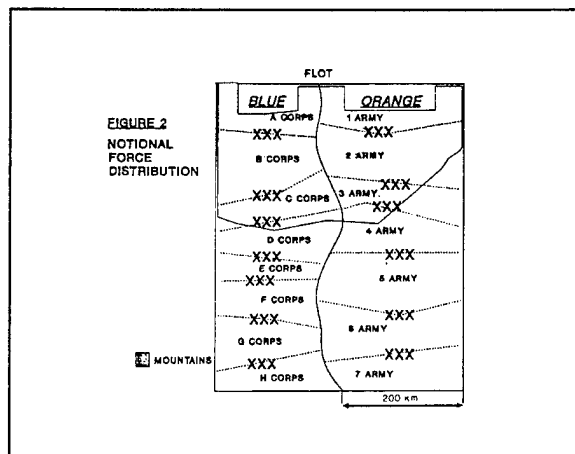 FLOT
BLUE
ORANGE
FIGURE 2
NOTIONAL
FORCE
DISTRIBUTION
A CORPS
1 ARMY
XXX
XXX
B CORPS
2 ARMY
XXX
C CORPS
3 ARMY
XXX
XXX
XXX
D CORPS
4 ARMY
XXX
XXX
E CORPS
5 ARMY
XXX
F CORPS
XXX
XXX
6 ARMY
G CORPS
XXX
XXX
MOUNTAINS
H CORPS
7 ARMY
200 KM